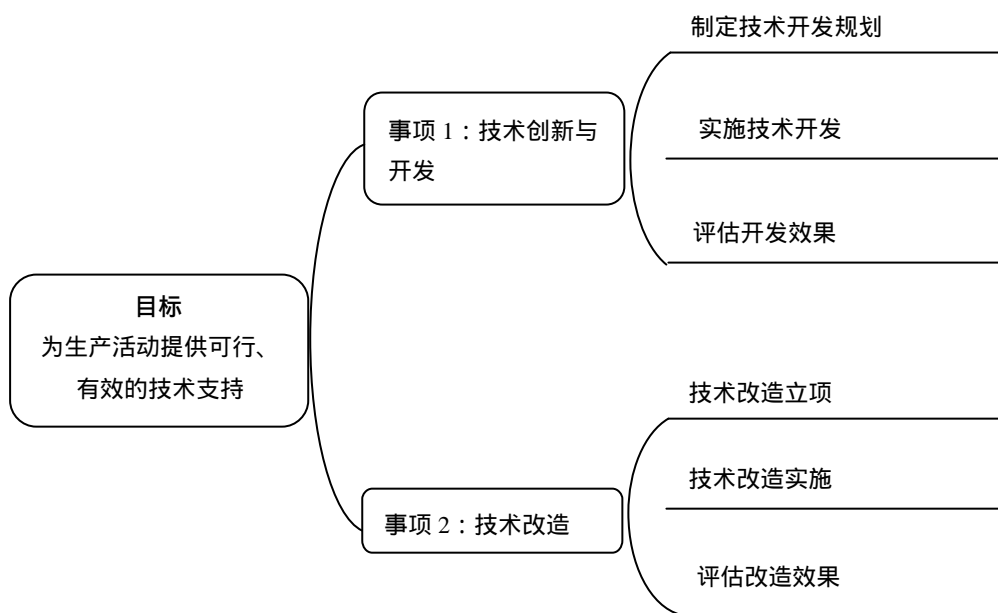 目标
为生产活动提供可行、
有效的技术支持
事项 1：技术创新与
开发
制定技术开发规划
实施技术开发
评估开发效果
事项 2：技术改造
技术改造立项
技术改造实施
评估改造效果